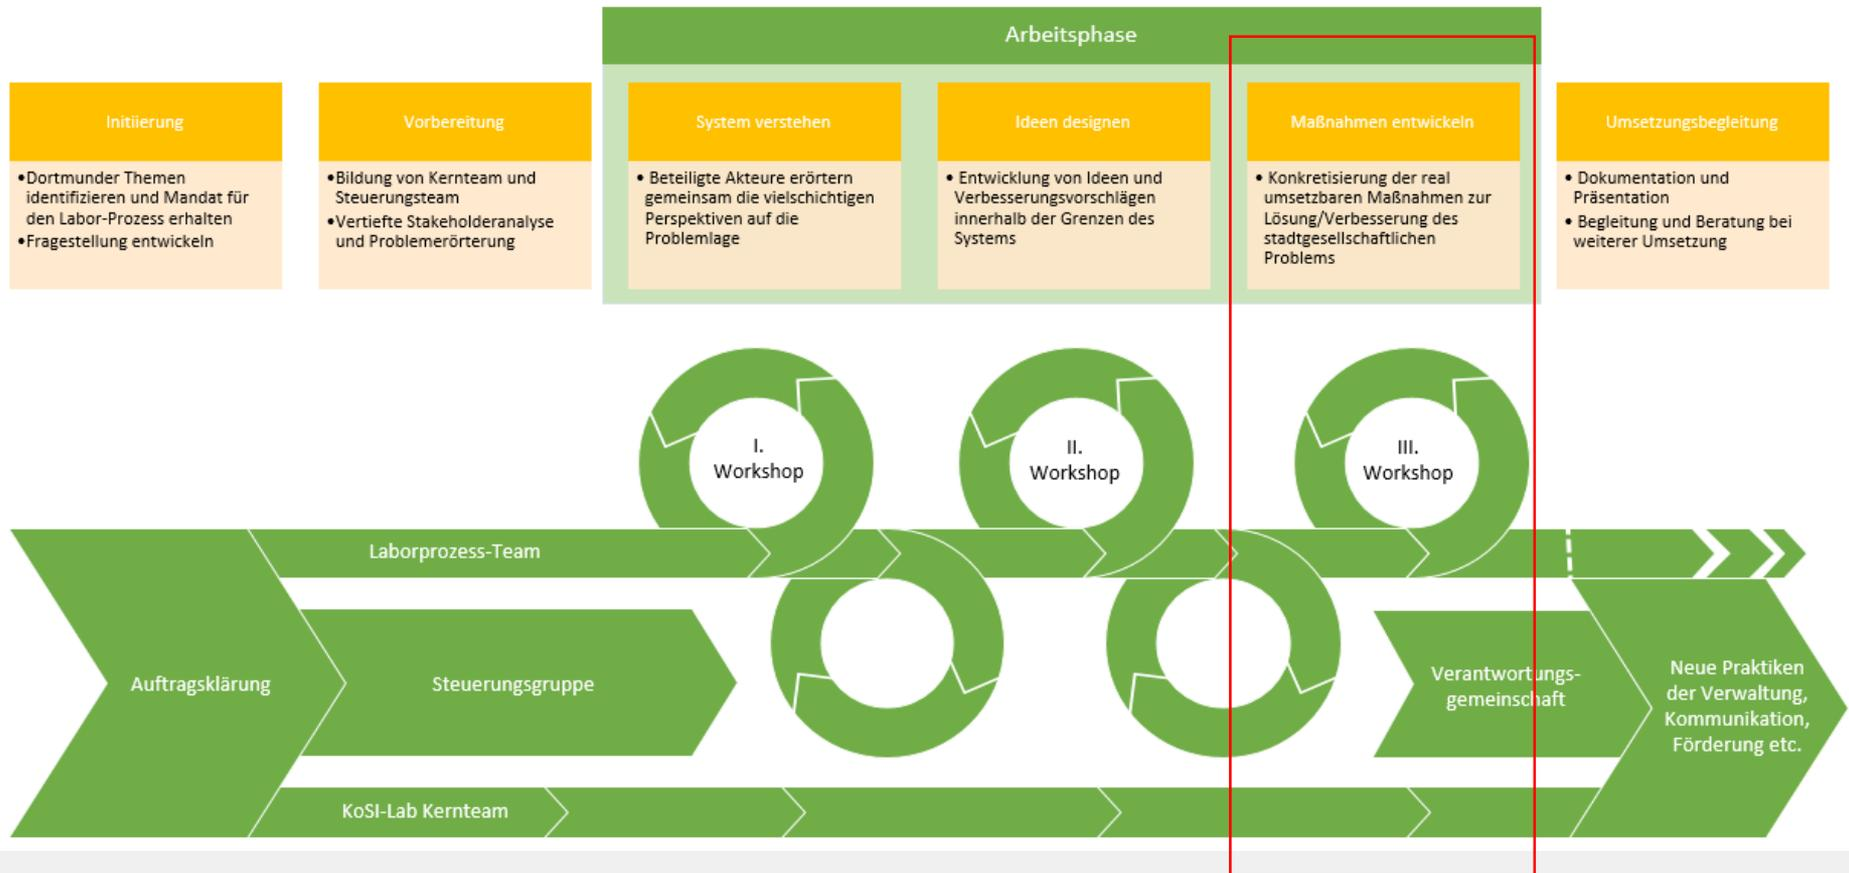 Arbeitsphase
Initiierung
•Dortmunder Themen
identifizieren und Mandat für
den Labor-Prozess erhalten
•Fragestellung entwickeln
Vorbereitung
•Bildung von Kernteam und
Steuerungsteam
•Vertiefte Stakeholderanalyse
und Problemerörterung
System verstehen
• Beteiligte Akteure erörtern
gemeinsam die vielschichtigen
Perspektiven auf die
Problemlage
Ideen designen
• Entwicklung von Ideen und
Verbesserungsvorschlägen
innerhalb der Grenzen des
Systems
Maßnahmen entwickeln
• Konkretisierung der real
umsetzbaren Maßnahmen zur
Lösung/Verbesserung des
stadtgesellschaftlichen
Problems
Umsetzungsbegleitung
• Dokumentation und
Präsentation
• Begleitung und Beratung bei
weiterer Umsetzung
I.
Workshop
II.
Workshop
III.
Workshop
Laborprozess-Team
Auftragsklärung
Steuerungsgruppe
Verantwortungs-
gemeinschaft
Neue Praktiken
der Verwaltung,
Kommunikation,
Förderung etc.
KoSI-Lab Kernteam